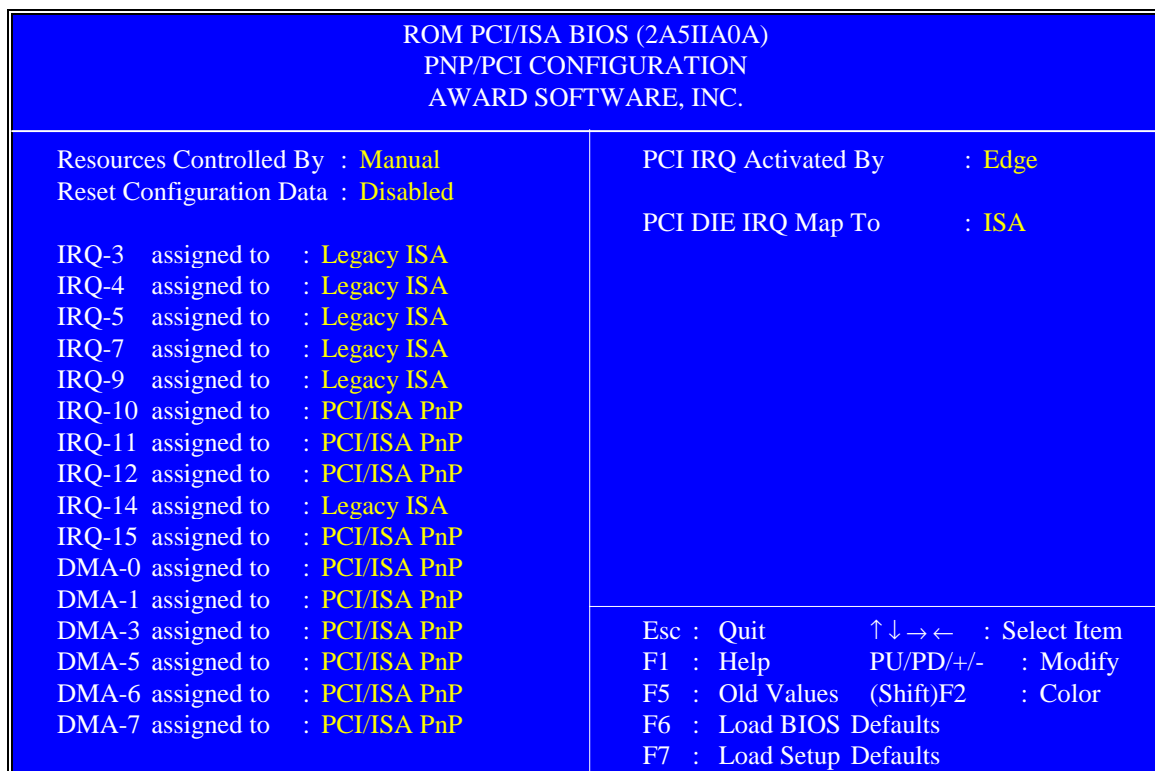 ROM PCI/ISA BIOS (2A5IIA0A)
PNP/PCI CONFIGURATION
AWARD SOFTWARE, INC.
Resources Controlled By : Manual
Reset Configuration Data : Disabled
IRQ-3 assigned to : Legacy ISA
IRQ-4 assigned to : Legacy ISA
IRQ-5 assigned to : Legacy ISA
IRQ-7 assigned to : Legacy ISA
IRQ-9 assigned to : Legacy ISA
IRQ-10 assigned to : PCI/ISA PnP
IRQ-11 assigned to : PCI/ISA PnP
IRQ-12 assigned to : PCI/ISA PnP
IRQ-14 assigned to : Legacy ISA
IRQ-15 assigned to : PCI/ISA PnP
DMA-0 assigned to : PCI/ISA PnP
DMA-1 assigned to : PCI/ISA PnP
DMA-3 assigned to : PCI/ISA PnP
DMA-5 assigned to : PCI/ISA PnP
DMA-6 assigned to : PCI/ISA PnP
DMA-7 assigned to : PCI/ISA PnP
PCI IRQ Activated By : Edge
PCI DIE IRQ Map To : ISA
Esc : Quit ↑↓→← : Select Item
F1 : Help PU/PD/+/- : Modify
F5 : Old Values (Shift)F2 : Color
F6 : Load BIOS Defaults
F7 : Load Setup Defaults